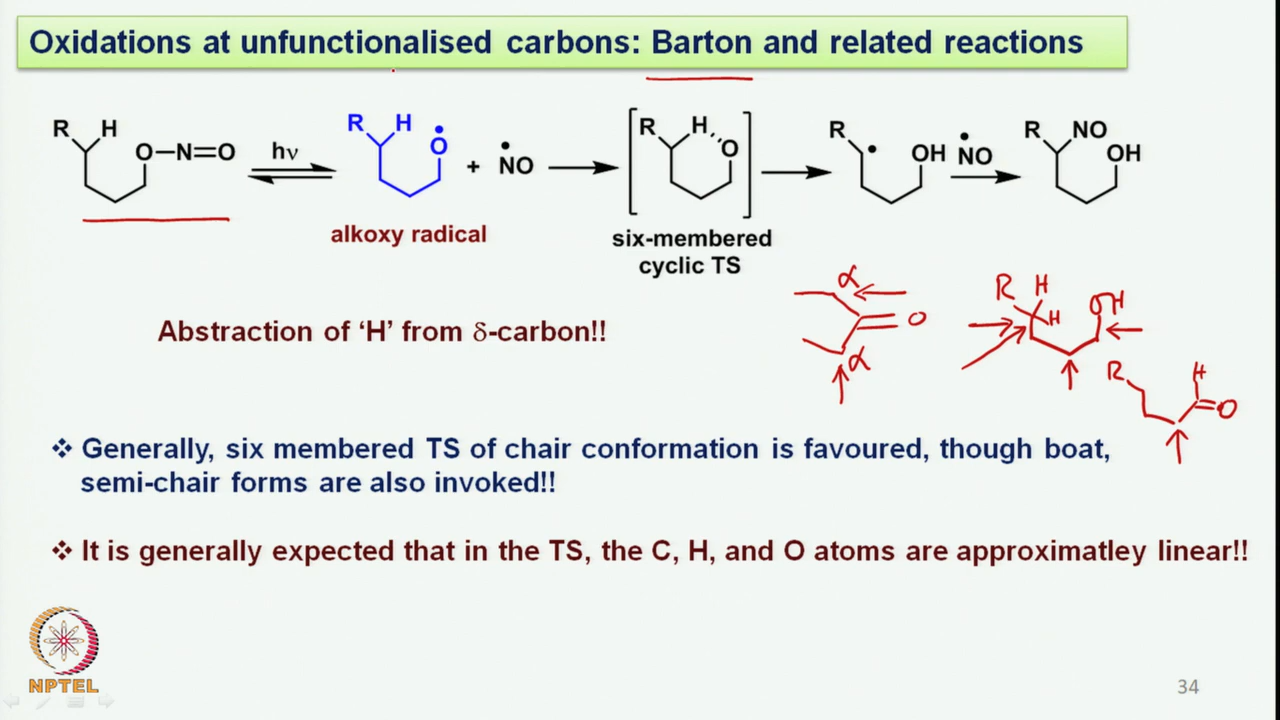 Oxidations at unfunctionalised carbons: Barton and related reactions
R H O–N=O hν R H O• + •NO R H O R • OH •NO R NO OH
alkoxy radical
six-membered
cyclic TS
α O α
R H H OH
R H O
Abstraction of ‘H’ from δ-carbon!!
❖ Generally, six membered TS of chair conformation is favoured, though boat,
semi-chair forms are also invoked!!
❖ It is generally expected that in the TS, the C, H, and O atoms are approximatley linear!!
NPTEL
34